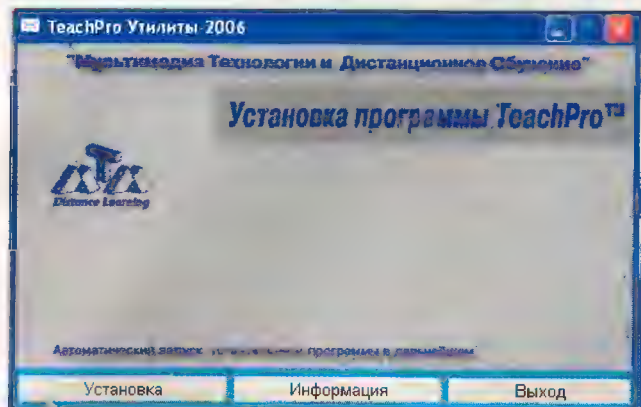 TeachPro Утилиты-2006
"Мультимедиа Технологии и Дистанционное Обучение"
Установка программы TeachPro™
Distance Learning
Автоматический запуск программы в дальнейшем
Установка
Информация
Выход